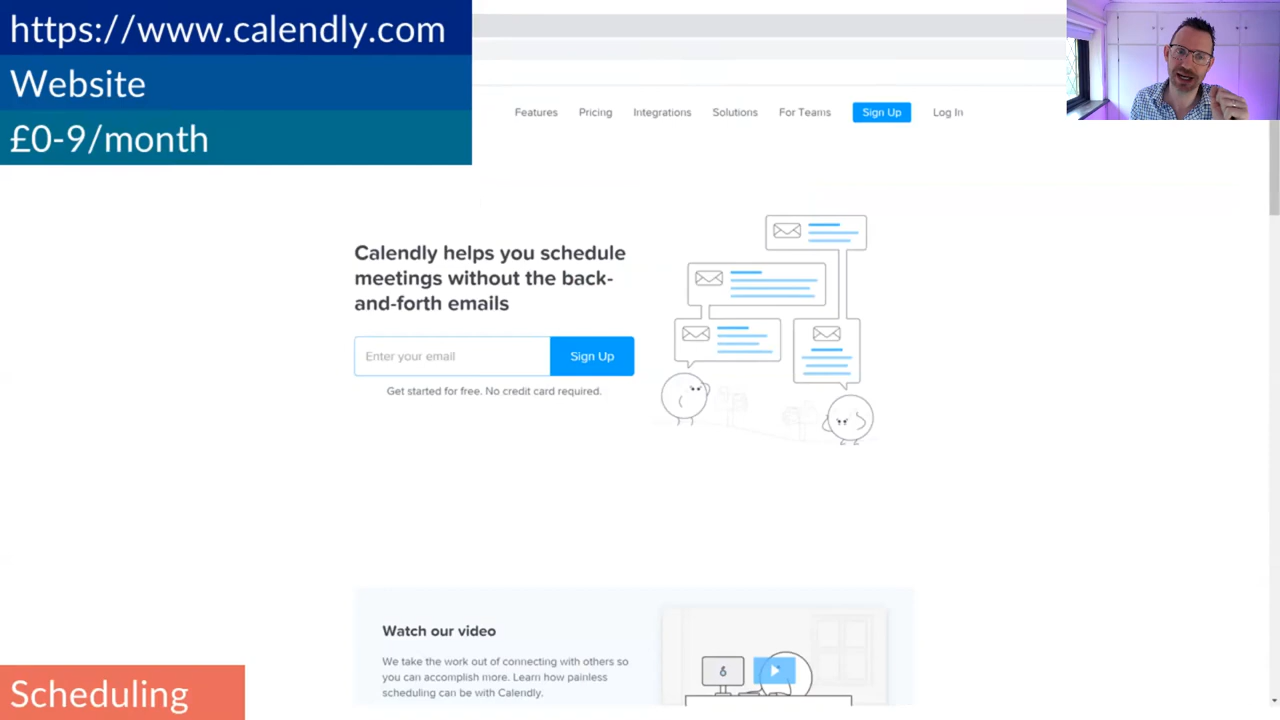 https://www.calendly.com
Website
£0-9/month
Features Pricing Integrations Solutions For Teams Sign Up Log In
Calendly helps you schedule
meetings without the back-
and-forth emails
Enter your email Sign Up
Get started for free. No credit card required.
Watch our video
We take the work out of connecting with others so
you can accomplish more. Learn how painless
scheduling can be with Calendly.
6
Scheduling